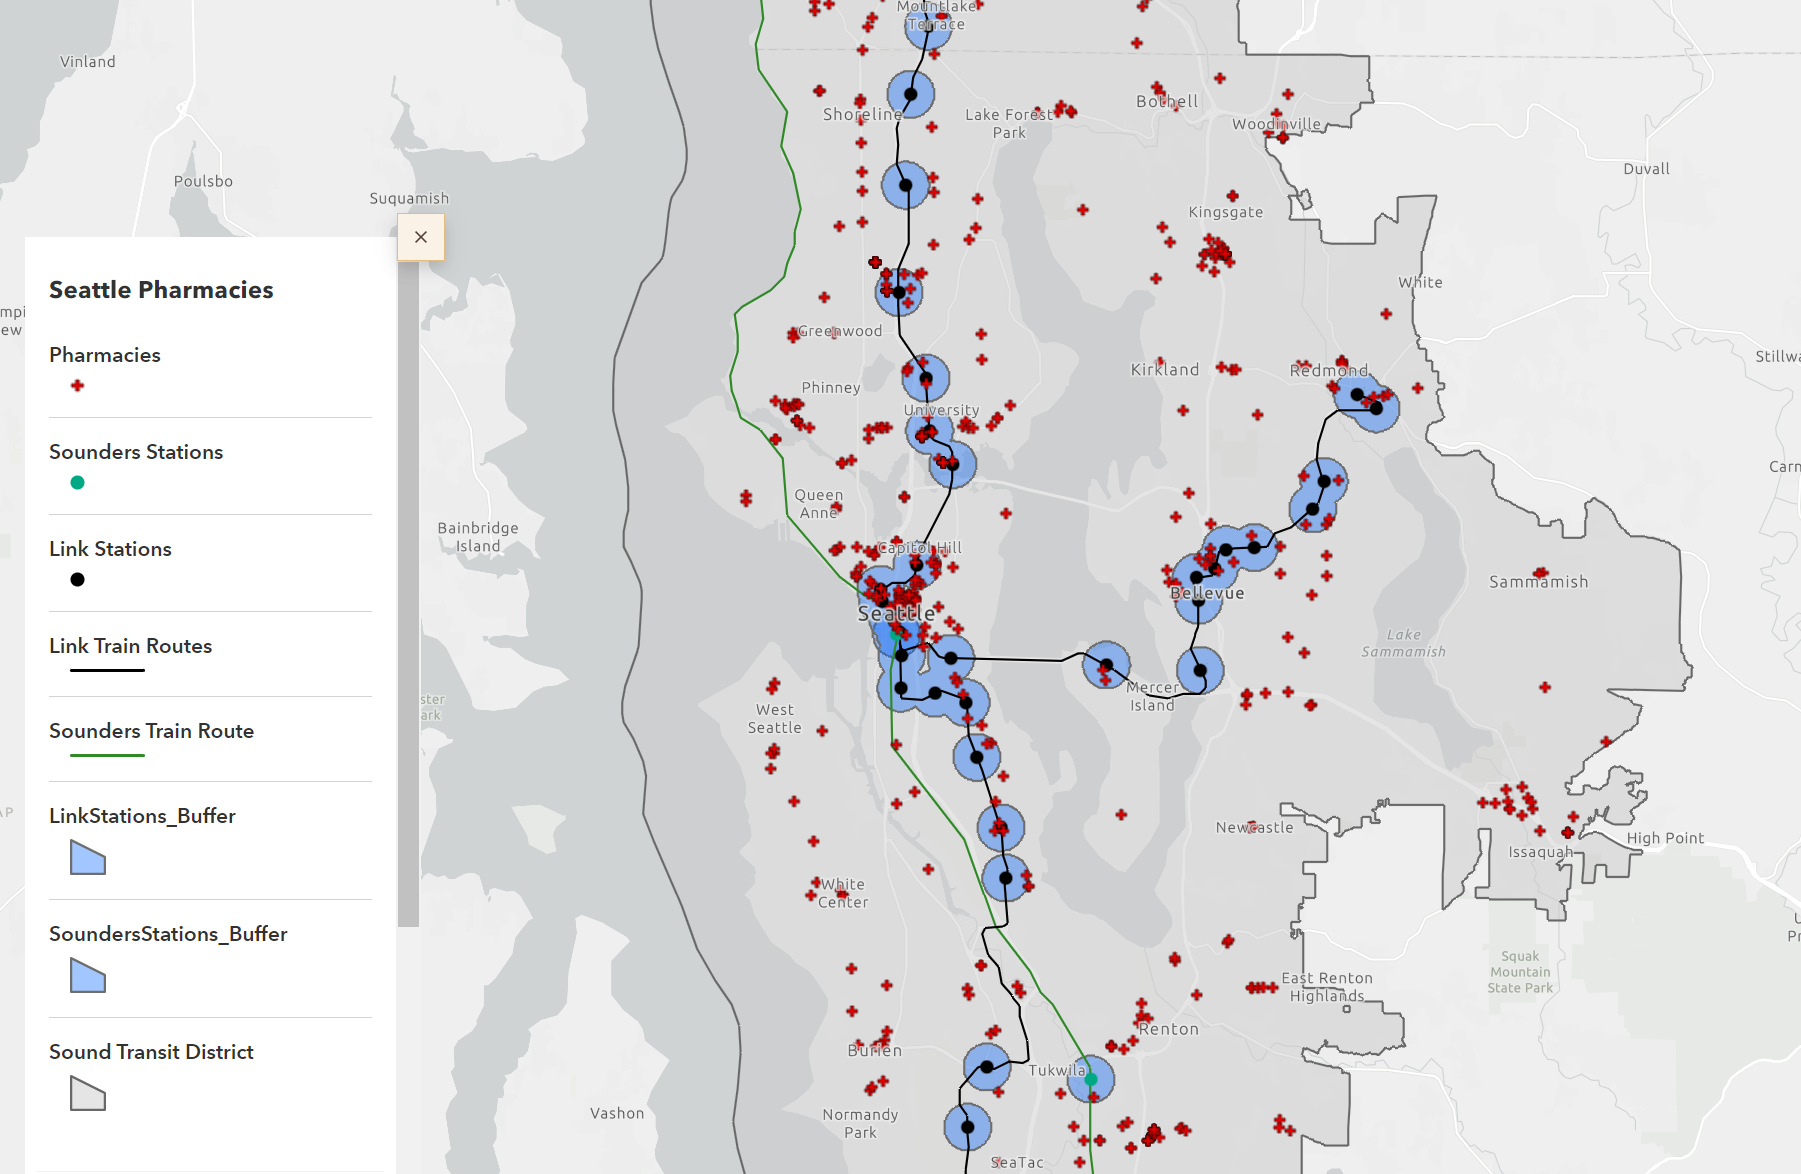 Seattle Pharmacies
Pharmacies
Sounders Stations
Link Stations
Link Train Routes
Sounders Train Route
LinkStations_Buffer
SoundersStations_Buffer
Sound Transit District
Vinland
Poulsbo
Suquamish
Bainbridge
Island
Vashon
Mountlake
Terrace
Shoreline
Lake Forest
Park
Bothell
Woodinville
Duvall
Kingsgate
White
Greenwood
Phinney
University
Kirkland
Redmond
Queen
Anne
Capitol Hill
Seattle
Bellevue
Sammamish
Lake
Sammamish
Mercer
Island
West
Seattle
Newcastle
Issaquah
High Point
White
Center
Squak
Mountain
State Park
East Renton
Highlands
Renton
Burien
Tukwila
Normandy
Park
SeaTac